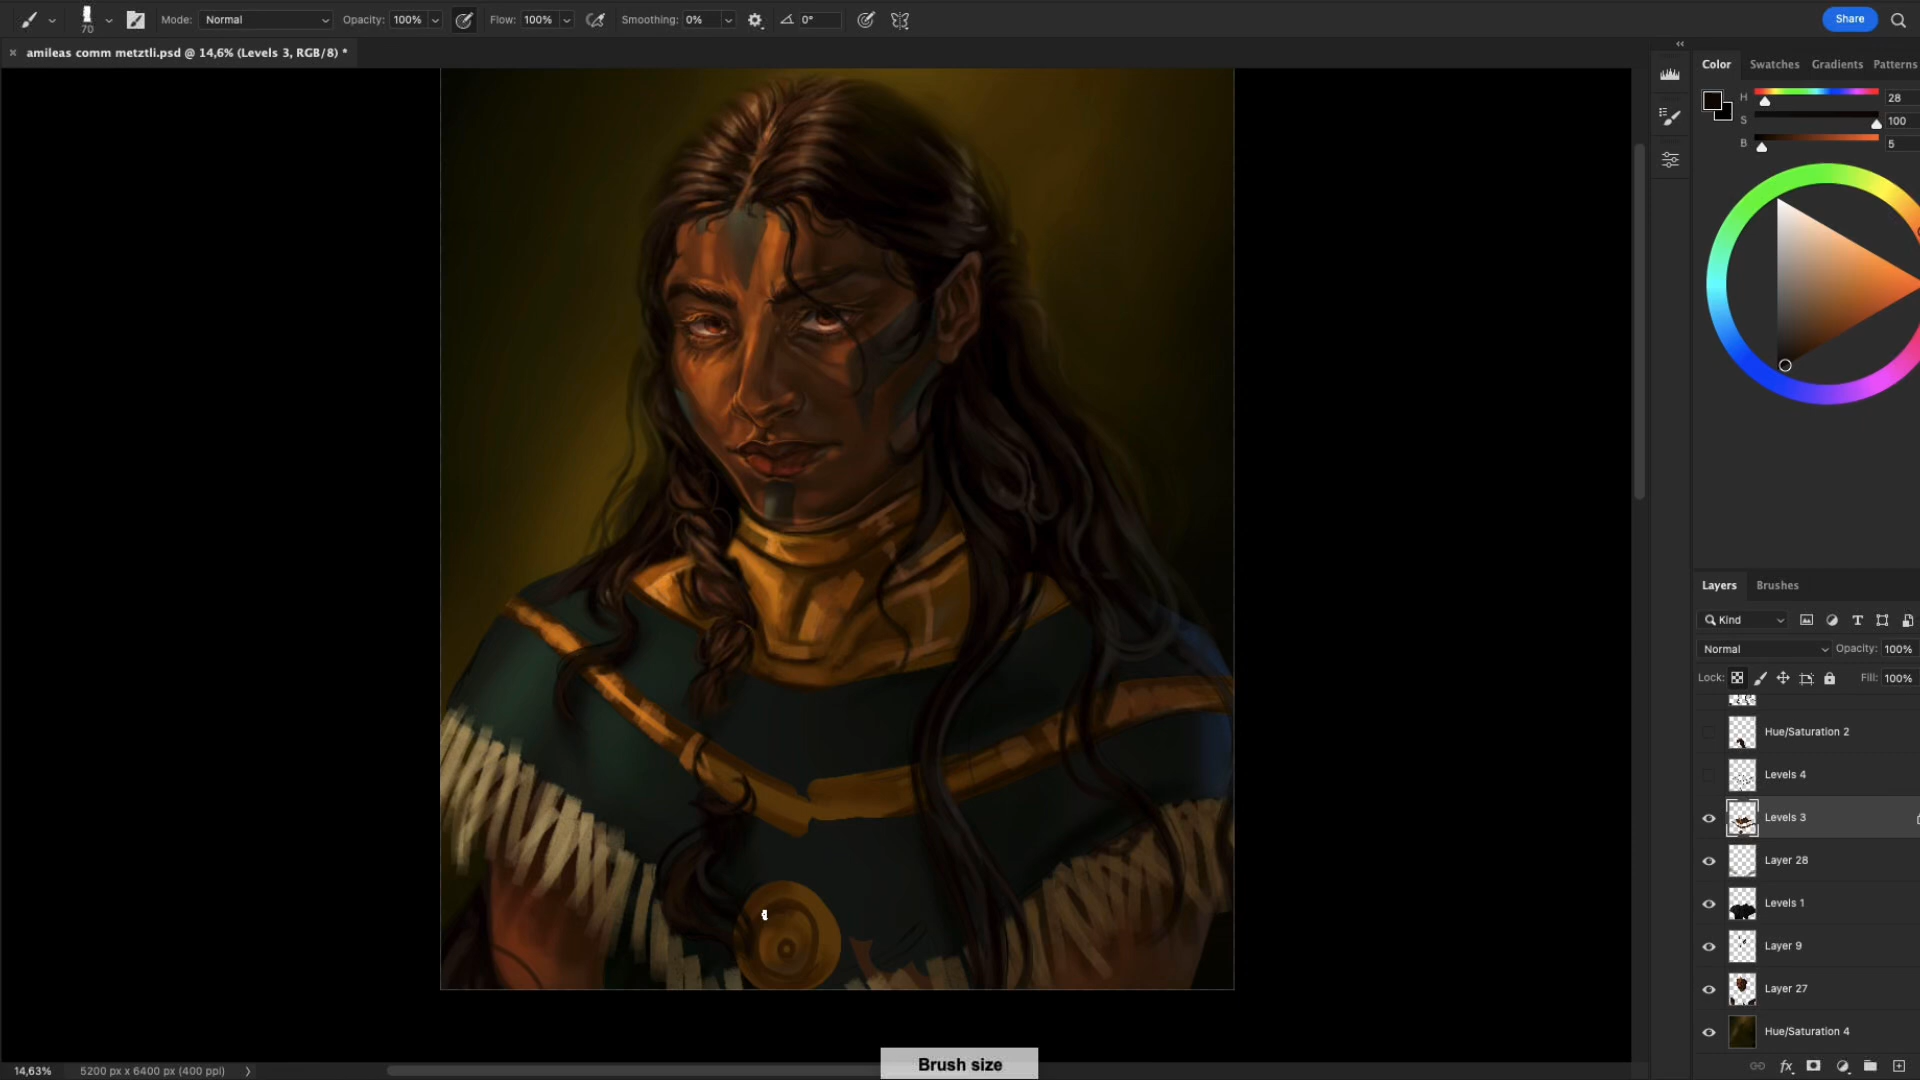 70
Mode: Normal
Opacity: 100%
Flow: 100%
Smoothing: 0%
0°
Share
× amileas comm metztli.psd @ 14,6% (Levels 3, RGB/8) *
Color Swatches Gradients Patterns
H 28
S 100
B 5
Layers Brushes
Kind
Normal Opacity: 100%
Lock: Fill: 100%
Hue/Saturation 2
Levels 4
Levels 3
Layer 28
Levels 1
Layer 9
Layer 27
Hue/Saturation 4
fx
14,63% 5200 px x 6400 px (400 ppi)
Brush size